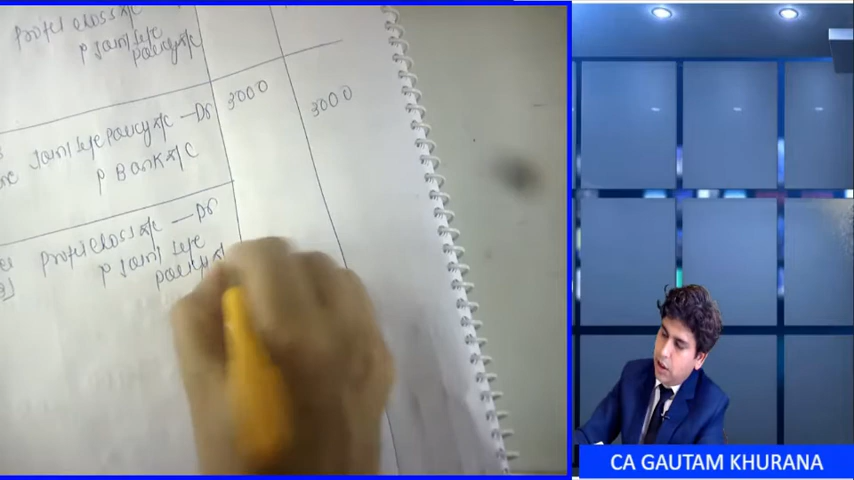 Profit & Loss A/c
P Joint Life
Policy A/c
Joint Life Policy A/c — Dr 3000
P Bank A/c 3000
Profit & Loss A/c — Dr
P Joint Life
Policy A/c
CA GAUTAM KHURANA